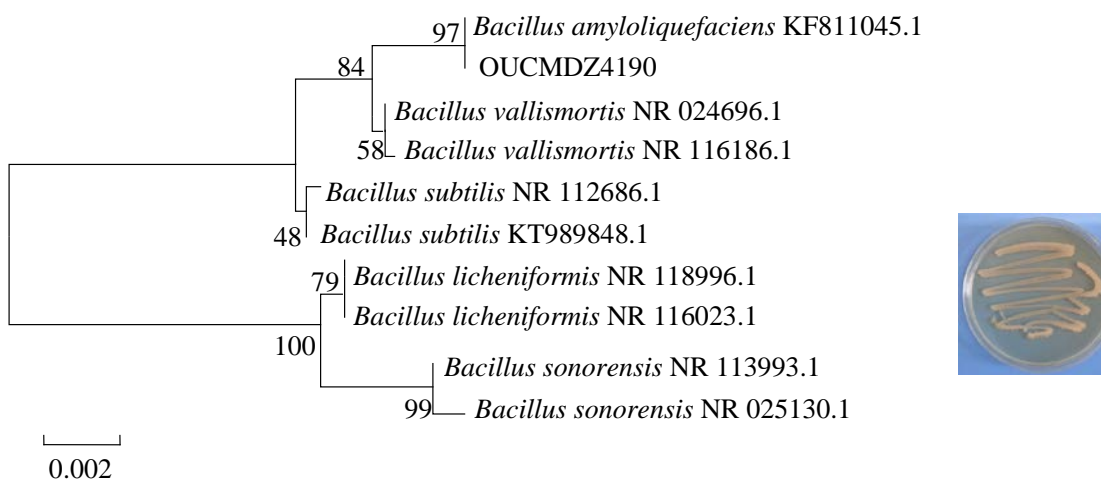 97 Bacillus amyloliquefaciens KF811045.1
OUCMDZ4190
84
Bacillus vallismortis NR 024696.1
58 Bacillus vallismortis NR 116186.1
Bacillus subtilis NR 112686.1
48 Bacillus subtilis KT989848.1
79 Bacillus licheniformis NR 118996.1
Bacillus licheniformis NR 116023.1
100
Bacillus sonorensis NR 113993.1
99 Bacillus sonorensis NR 025130.1
0.002